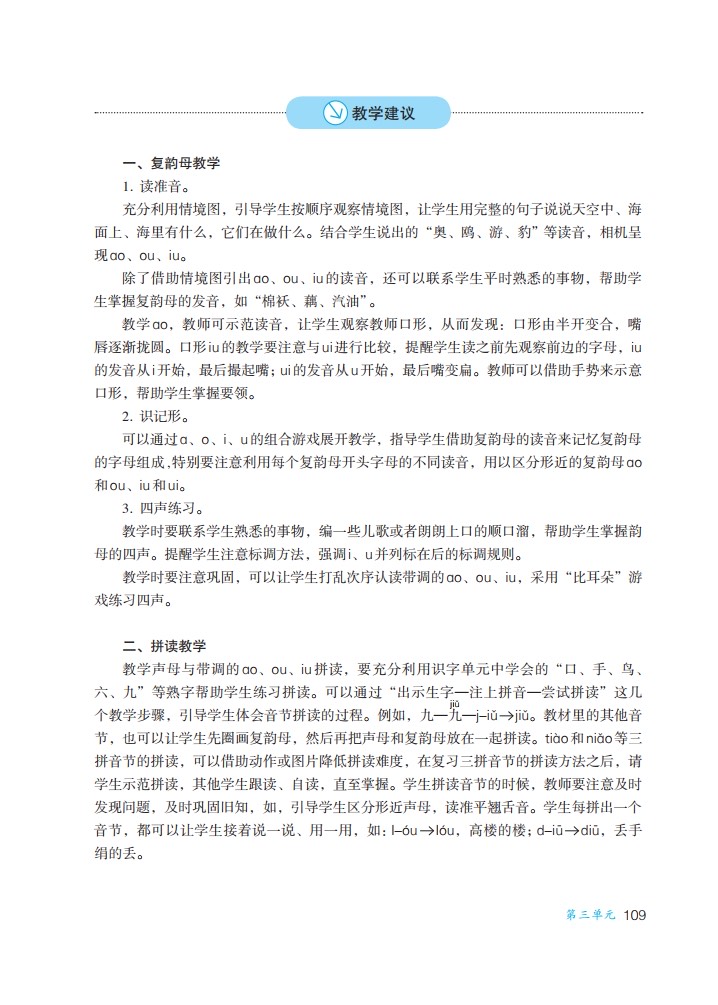 教学建议
一、复韵母教学
1. 读准音。
充分利用情境图，引导学生按顺序观察情境图，让学生用完整的句子说说天空中、海
面上、海里有什么，它们在做什么。结合学生说出的“奥、鸥、游、豹”等读音，相机呈
现ɑo、ou、iu。
除了借助情境图引出ɑo、ou、iu的读音，还可以联系学生平时熟悉的事物，帮助学
生掌握复韵母的发音，如“棉袄、藕、汽油”。
教学ɑo，教师可示范读音，让学生观察教师口形，从而发现：口形由半开变合，嘴
唇逐渐拢圆。口形iu的教学要注意与ui进行比较，提醒学生读之前先观察前边的字母，iu
的发音从i开始，最后撮起嘴；ui的发音从u开始，最后嘴变扁。教师可以借助手势来示意
口形，帮助学生掌握要领。
2. 识记形。
可以通过ɑ、o、i、u的组合游戏展开教学，指导学生借助复韵母的读音来记忆复韵母
的字母组成，特别要注意利用每个复韵母开头字母的不同读音，用以区分形近的复韵母ɑo
和ou、iu和ui。
3. 四声练习。
教学时要联系学生熟悉的事物，编一些儿歌或者朗朗上口的顺口溜，帮助学生掌握韵
母的四声。提醒学生注意标调方法，强调i、u并列标在后的标调规则。
教学时要注意巩固，可以让学生打乱次序认读带调的ɑo、ou、iu，采用“比耳朵”游
戏练习四声。
二、拼读教学
教学声母与带调的ɑo、ou、iu拼读，要充分利用识字单元中学会的“口、手、鸟、
六、九”等熟字帮助学生练习拼读。可以通过“出示生字—注上拼音—尝试拼读”这几
jiǔ
个教学步骤，引导学生体会音节拼读的过程。例如，九—九—j–iǔ→jiǔ。教材里的其他音
节，也可以让学生先圈画复韵母，然后再把声母和复韵母放在一起拼读。tiào和niǎo等三
拼音节的拼读，可以借助动作或图片降低拼读难度，在复习三拼音节的拼读方法之后，请
学生示范拼读，其他学生跟读、自读，直至掌握。学生拼读音节的时候，教师要注意及时
发现问题，及时巩固旧知，如，引导学生区分形近声母，读准平翘舌音。学生每拼出一个
音节，都可以让学生接着说一说、用一用，如：l–óu→lóu，高楼的楼；d–iū→diū，丢手
绢的丢。
第三单元 109